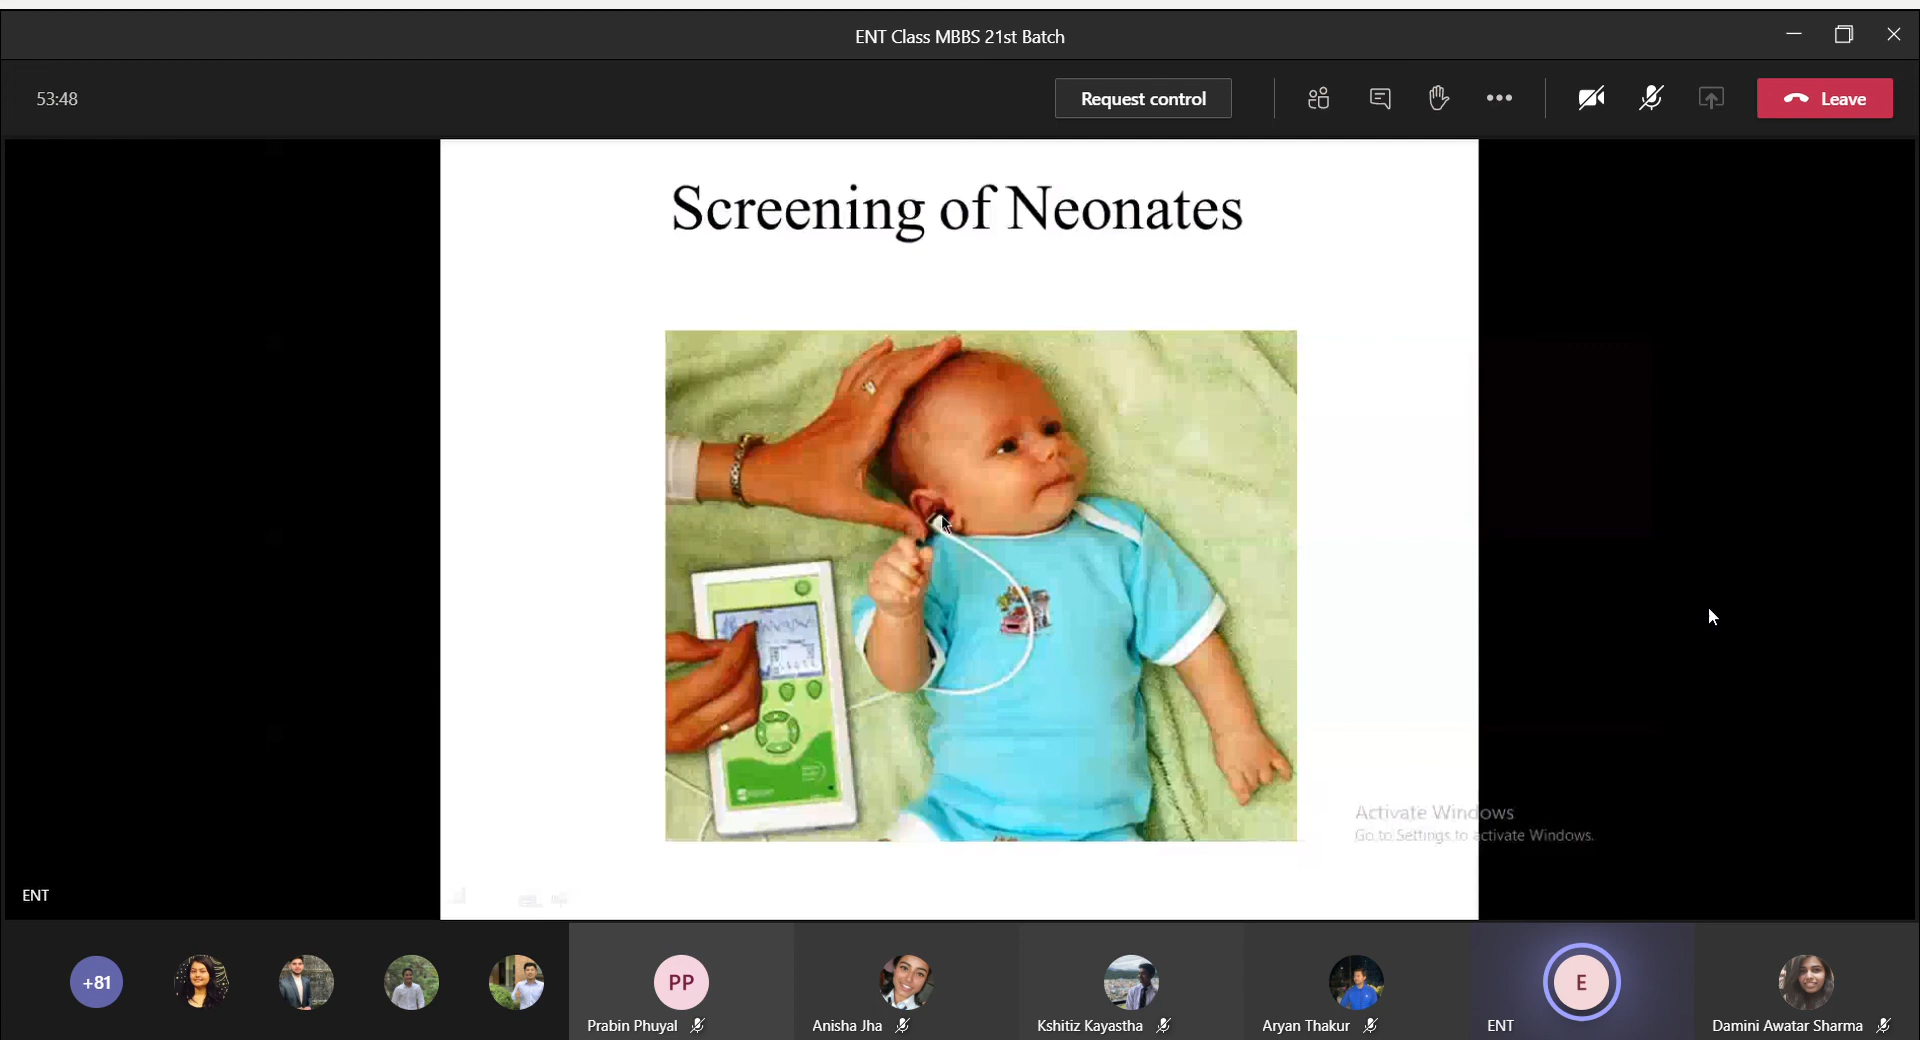 ENT Class MBBS 21st Batch
53:48
Request control
Leave
Screening of Neonates
Activate Windows
Go to Settings to activate Windows.
ENT
+81
PP
E
Prabin Phuyal
Anisha Jha
Kshitiz Kayastha
Aryan Thakur
ENT
Damini Awatar Sharma